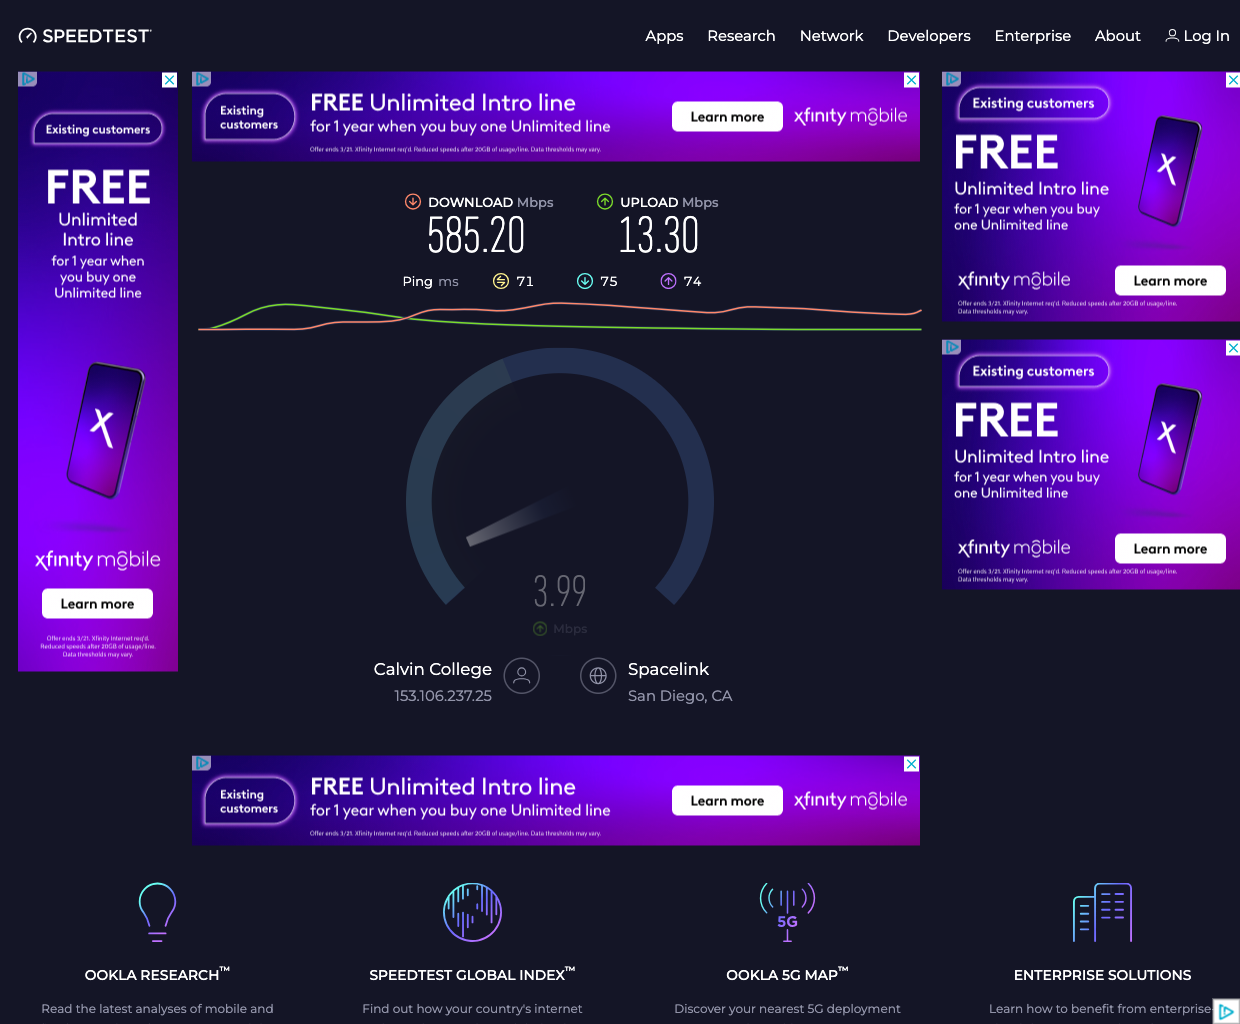 SPEEDTEST
Apps Research Network Developers Enterprise About Log In
Existing customers
FREE
Unlimited
Intro line
for 1 year when
you buy one
Unlimited line
X
xfinity mobile
Learn more
Offer ends 3/21. Xfinity Internet req'd.
Reduced speeds after 20GB of usage/line.
Data thresholds may vary.
Existing
customers
FREE Unlimited Intro line
for 1 year when you buy one Unlimited line
Offer ends 3/21. Xfinity Internet req'd. Reduced speeds after 20GB of usage/line. Data thresholds may vary.
Learn more
xfinity mobile
Existing customers
FREE
Unlimited Intro line
for 1 year when you buy
one Unlimited line
X
xfinity mobile
Learn more
Offer ends 3/21. Xfinity Internet req'd. Reduced speeds after 20GB of usage/line.
Data thresholds may vary.
DOWNLOAD Mbps
585.20
UPLOAD Mbps
13.30
Ping ms 71 75 74
3.99
Mbps
Calvin College
153.106.237.25
Spacelink
San Diego, CA
Existing customers
FREE
Unlimited Intro line
for 1 year when you buy
one Unlimited line
X
xfinity mobile
Learn more
Offer ends 3/21. Xfinity Internet req'd. Reduced speeds after 20GB of usage/line.
Data thresholds may vary.
Existing
customers
FREE Unlimited Intro line
for 1 year when you buy one Unlimited line
Offer ends 3/21. Xfinity Internet req'd. Reduced speeds after 20GB of usage/line. Data thresholds may vary.
Learn more
xfinity mobile
OOKLA RESEARCH™
Read the latest analyses of mobile and
SPEEDTEST GLOBAL INDEX™
Find out how your country's internet
5G
OOKLA 5G MAP™
Discover your nearest 5G deployment
ENTERPRISE SOLUTIONS
Learn how to benefit from enterprise-